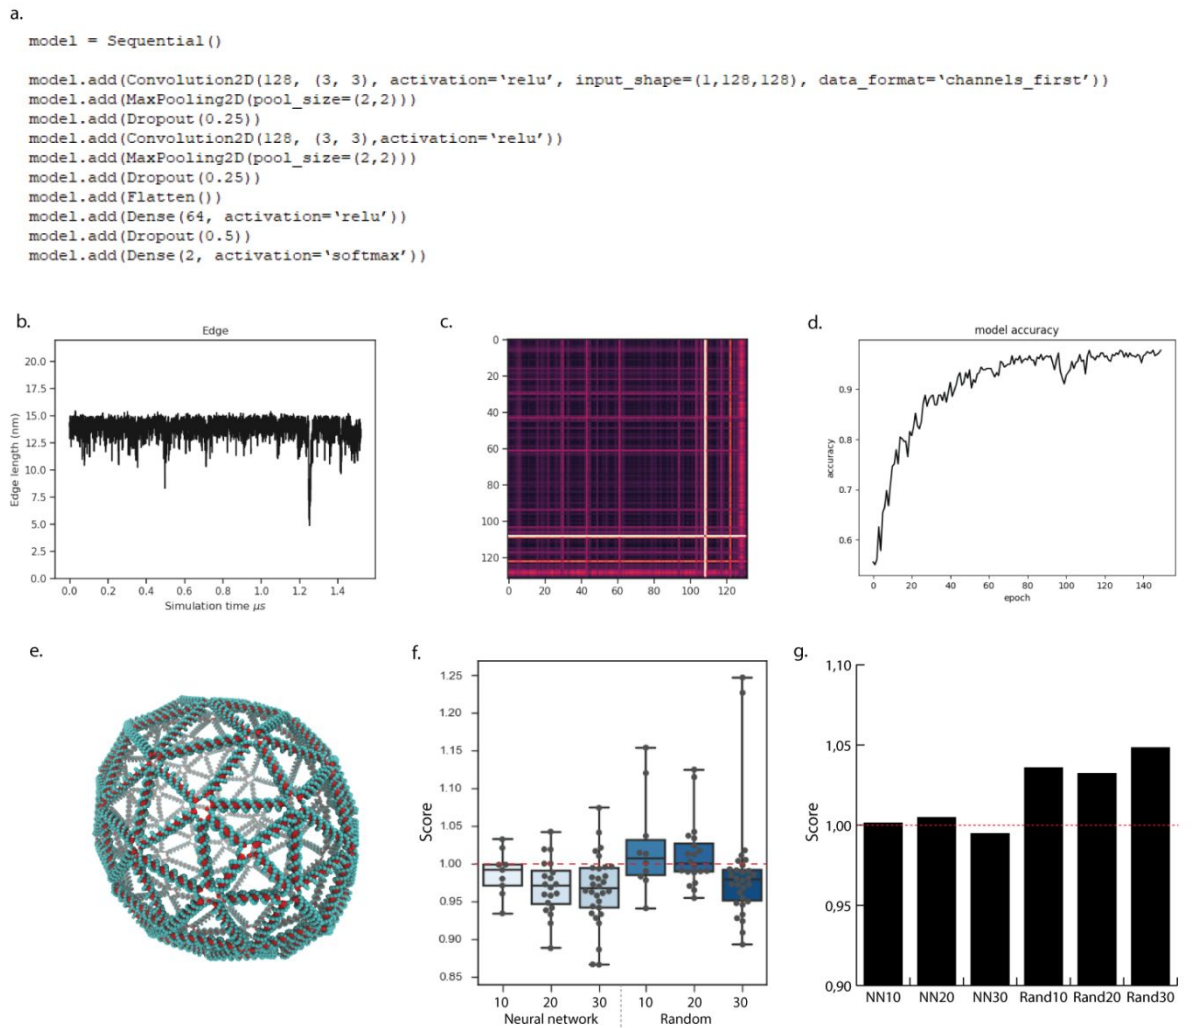 a.
model = Sequential()
model.add(Convolution2D(128, (3, 3), activation=‘relu’, input_shape=(1,128,128), data_format=‘channels_first’))
model.add(MaxPooling2D(pool_size=(2,2)))
model.add(Dropout(0.25))
model.add(Convolution2D(128, (3, 3),activation=‘relu’))
model.add(MaxPooling2D(pool_size=(2,2)))
model.add(Dropout(0.25))
model.add(Flatten())
model.add(Dense(64, activation=‘relu’))
model.add(Dropout(0.5))
model.add(Dense(2, activation=‘softmax’))
b.
Edge
Edge length (nm)
20.0
17.5
15.0
12.5
10.0
7.5
5.0
2.5
0.0
0.0 0.2 0.4 0.6 0.8 1.0 1.2 1.4
Simulation time µs
c.
0
20
40
60
80
100
120
0 20 40 60 80 100 120
d.
model accuracy
accuracy
0.9
0.8
0.7
0.6
0 20 40 60 80 100 120 140
epoch
e.
f.
Score
1.25
1.20
1.15
1.10
1.05
1.00
0.95
0.90
0.85
10 20 30 10 20 30
Neural network Random
g.
Score
1,10
1,05
1,00
0,95
0,90
NN10 NN20 NN30 Rand10 Rand20 Rand30